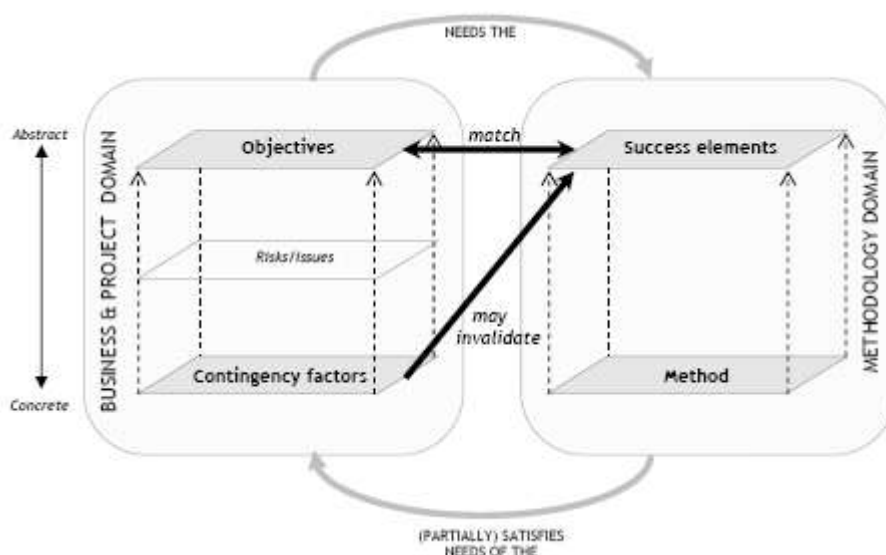 NEEDS THE
Abstract
Objectives
match
Success elements
BUSINESS & PROJECT DOMAIN
METHODOLOGY DOMAIN
Risks/Issues
may
invalidate
Contingency factors
Method
Concrete
(PARTIALLY) SATISFIES
NEEDS OF THE